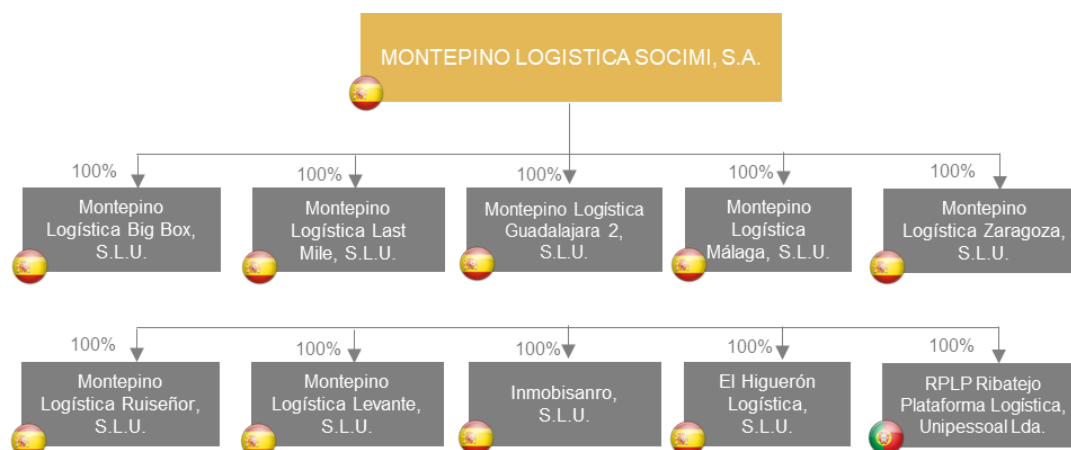 MONTEPINO LOGISTICA SOCIMI, S.A.
100%
100%
100%
100%
100%
Montepino
Logística Big Box,
S.L.U.
Montepino
Logística Last
Mile, S.L.U.
Montepino Logística
Guadalajara 2,
S.L.U.
Montepino
Logística
Málaga, S.L.U.
Montepino
Logística Zaragoza,
S.L.U.
100%
100%
100%
100%
100%
Montepino
Logística Ruiseñor,
S.L.U.
Montepino
Logística Levante,
S.L.U.
Inmobisanro,
S.L.U.
El Higuerón
Logística,
S.L.U.
RPLP Ribatejo
Plataforma Logística,
Unipessoal Lda.